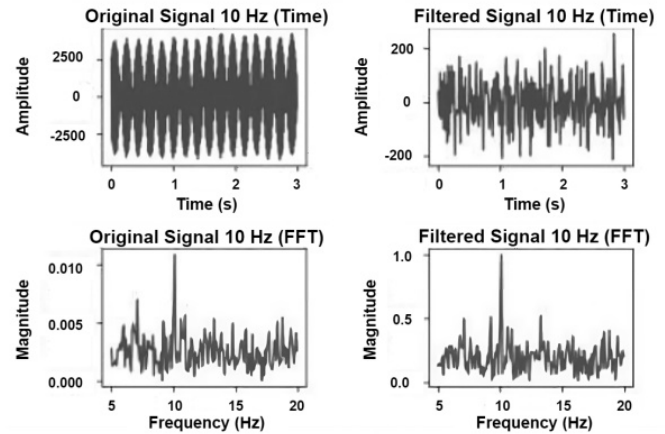 Original Signal 10 Hz (Time)
Amplitude
2500
0
-2500
0 1 2 3
Time (s)
Filtered Signal 10 Hz (Time)
Amplitude
200
0
-200
0 1 2 3
Time (s)
Original Signal 10 Hz (FFT)
Magnitude
0.010
0.005
0.000
5 10 15 20
Frequency (Hz)
Filtered Signal 10 Hz (FFT)
Magnitude
1.0
0.5
0.0
5 10 15 20
Frequency (Hz)